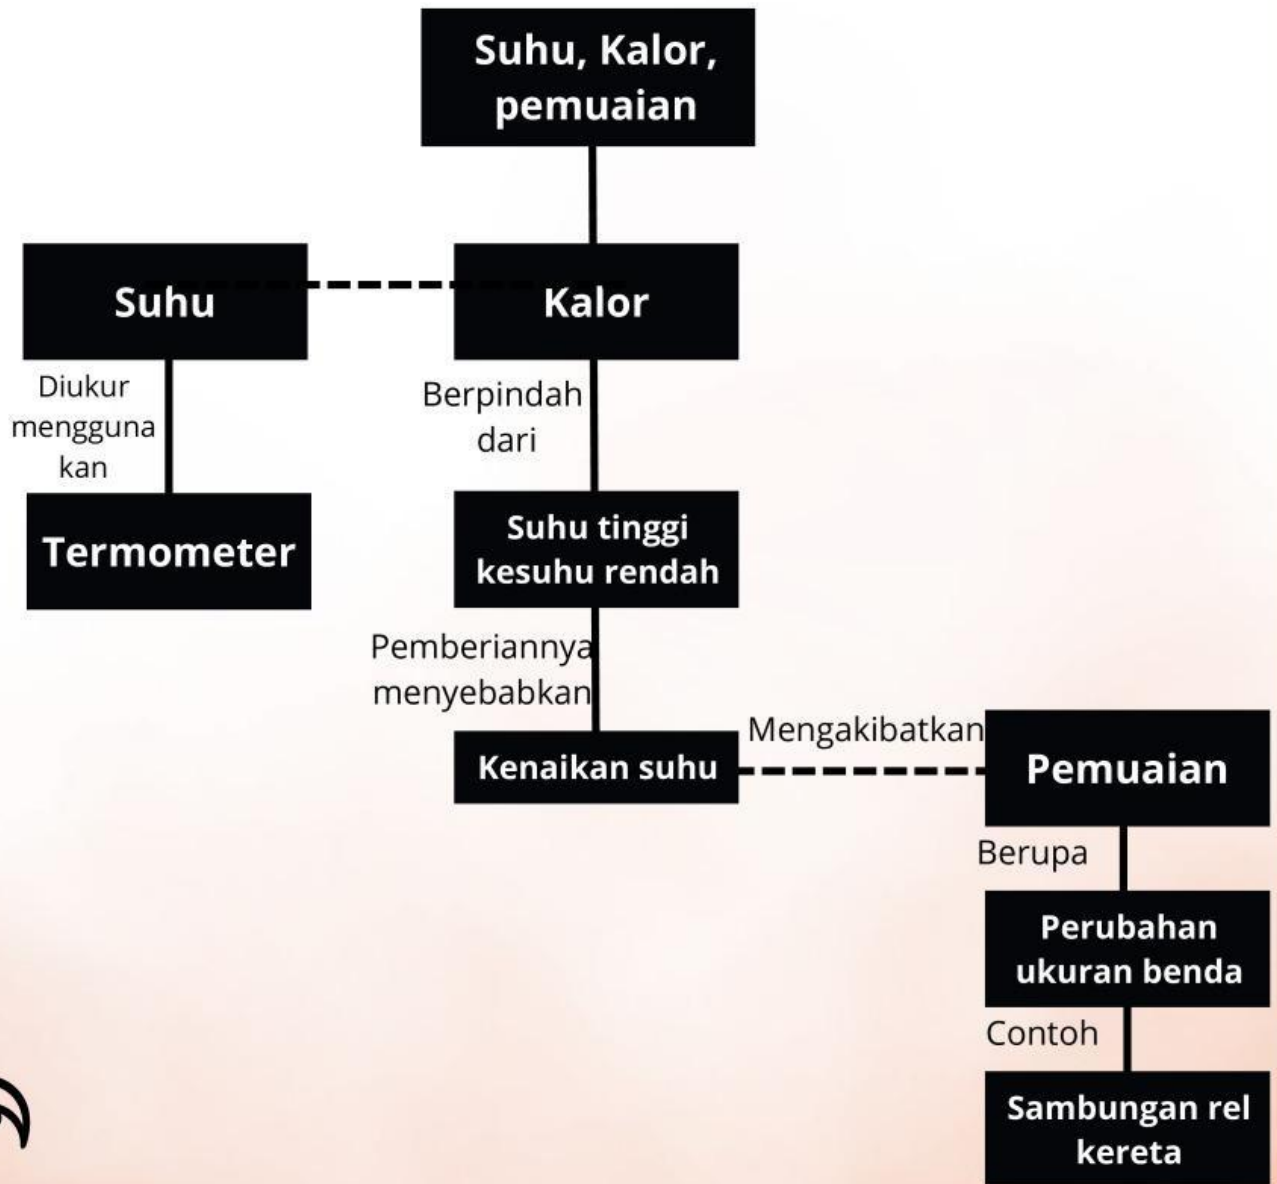 Suhu, Kalor,
pemuaian
Suhu
Kalor
Diukur
mengguna
kan
Berpindah
dari
Termometer
Suhu tinggi
kesuhu rendah
Pemberiannya
menyebabkan
Kenaikan suhu
Mengakibatkan
Pemuaian
Berupa
Perubahan
ukuran benda
Contoh
Sambungan rel
kereta